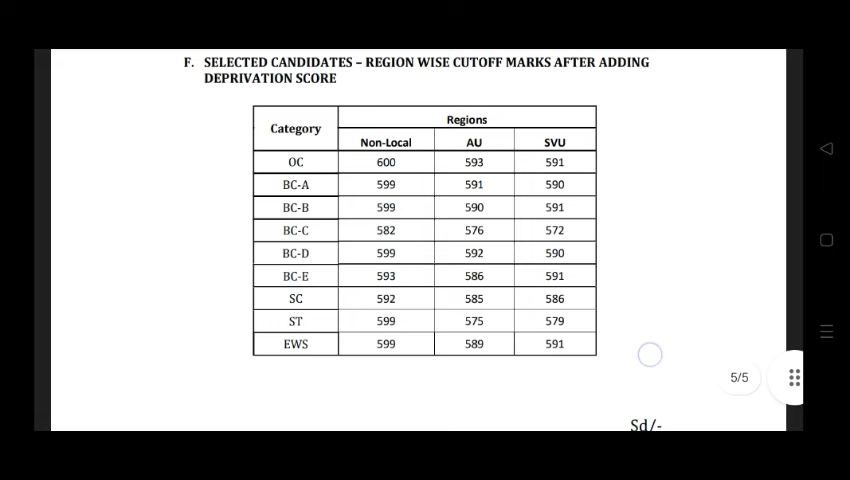 F. SELECTED CANDIDATES – REGION WISE CUTOFF MARKS AFTER ADDING
DEPRIVATION SCORE
Category Regions
Non-Local AU SVU
OC 600 593 591
BC-A 599 591 590
BC-B 599 590 591
BC-C 582 576 572
BC-D 599 592 590
BC-E 593 586 591
SC 592 585 586
ST 599 575 579
EWS 599 589 591
5/5
Sd/-